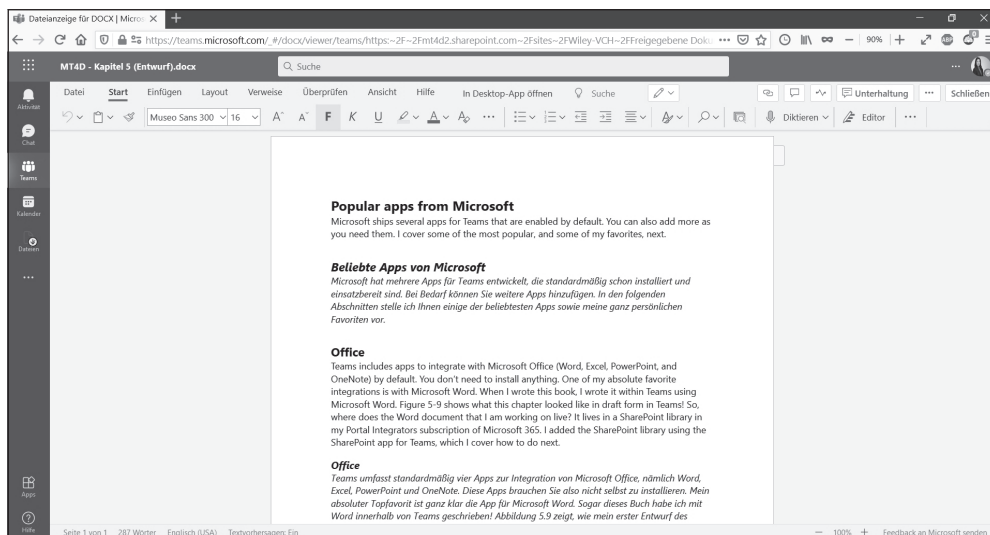 Dateianzeige für DOCX | Micros
https://teams.microsoft.com/_#/docx/viewer/teams/https:~2F~2Fmt4d2.sharepoint.com~2Fsites~2FWiley-VCH~2FFreigegebene Doku
90%
ABP
MT4D - Kapitel 5 (Entwurf).docx
Suche
Aktivität
Chat
Teams
Kalender
Dateien
Apps
Hilfe
Datei Start Einfügen Layout Verweise Überprüfen Ansicht Hilfe In Desktop-App öffnen Suche Unterhaltung Schließen
Museo Sans 300 16 A A F K U A A Diktieren Editor
Popular apps from Microsoft
Microsoft ships several apps for Teams that are enabled by default. You can also add more as
you need them. I cover some of the most popular, and some of my favorites, next.
Beliebte Apps von Microsoft
Microsoft hat mehrere Apps für Teams entwickelt, die standardmäßig schon installiert und
einsatzbereit sind. Bei Bedarf können Sie weitere Apps hinzufügen. In den folgenden
Abschnitten stelle ich Ihnen einige der beliebtesten Apps sowie meine ganz persönlichen
Favoriten vor.
Office
Teams includes apps to integrate with Microsoft Office (Word, Excel, PowerPoint, and
OneNote) by default. You don't need to install anything. One of my absolute favorite
integrations is with Microsoft Word. When I wrote this book, I wrote it within Teams using
Microsoft Word. Figure 5-9 shows what this chapter looked like in draft form in Teams! So,
where does the Word document that I am working on live? It lives in a SharePoint library in
my Portal Integrators subscription of Microsoft 365. I added the SharePoint library using the
SharePoint app for Teams, which I cover how to do next.
Office
Teams umfasst standardmäßig vier Apps zur Integration von Microsoft Office, nämlich Word,
Excel, PowerPoint und OneNote. Diese Apps brauchen Sie also nicht selbst zu installieren. Mein
absoluter Topfavorit ist ganz klar die App für Microsoft Word. Sogar dieses Buch habe ich mit
Word innerhalb von Teams geschrieben! Abbildung 5.9 zeigt, wie mein erster Entwurf des
Seite 1 von 1 287 Wörter Englisch (USA) Textvorhersagen: Ein 100% Feedback an Microsoft senden